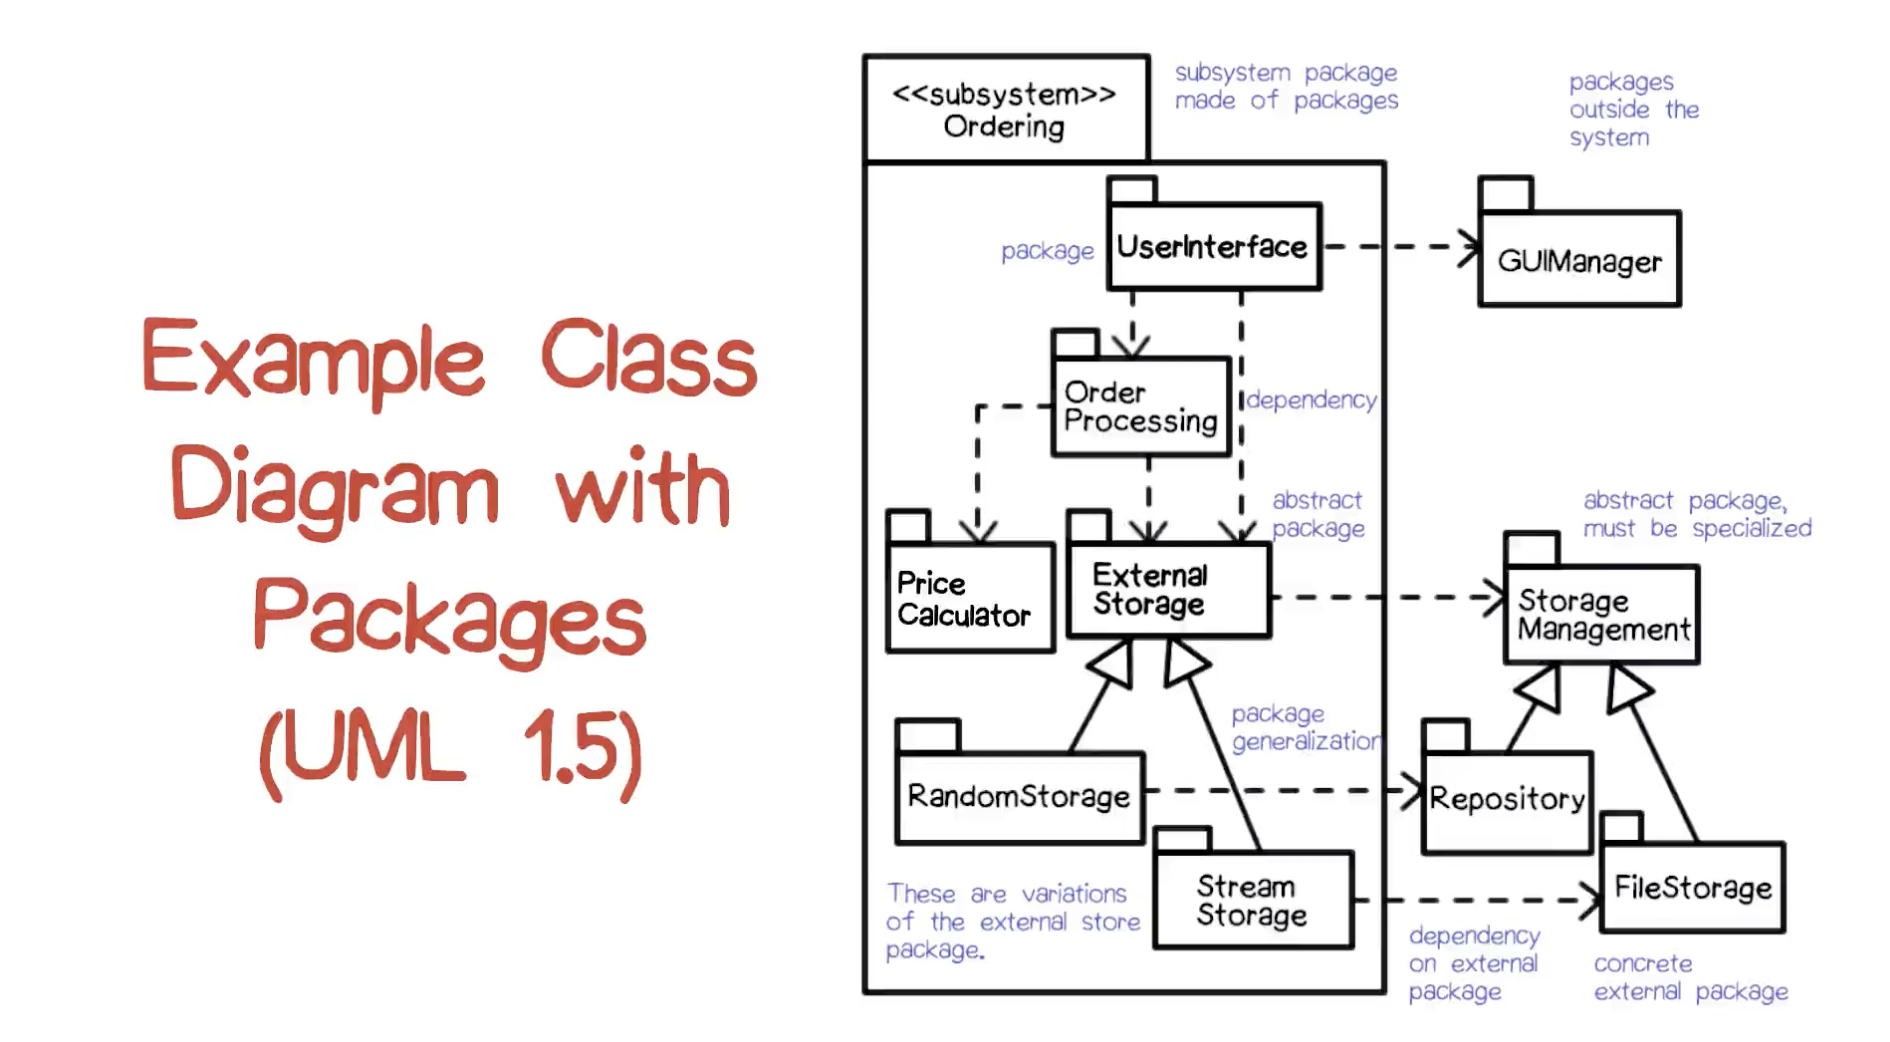 Example Class
Diagram with
Packages
(UML 1.5)
<<subsystem>>
Ordering
subsystem package
made of packages
packages
outside the
system
package
UserInterface
GUIManager
Order
Processing
dependency
Price
Calculator
External
Storage
abstract
package
abstract package,
must be specialized
Storage
Management
package
generalization
RandomStorage
Repository
Stream
Storage
FileStorage
These are variations
of the external store
package.
dependency
on external
package
concrete
external package